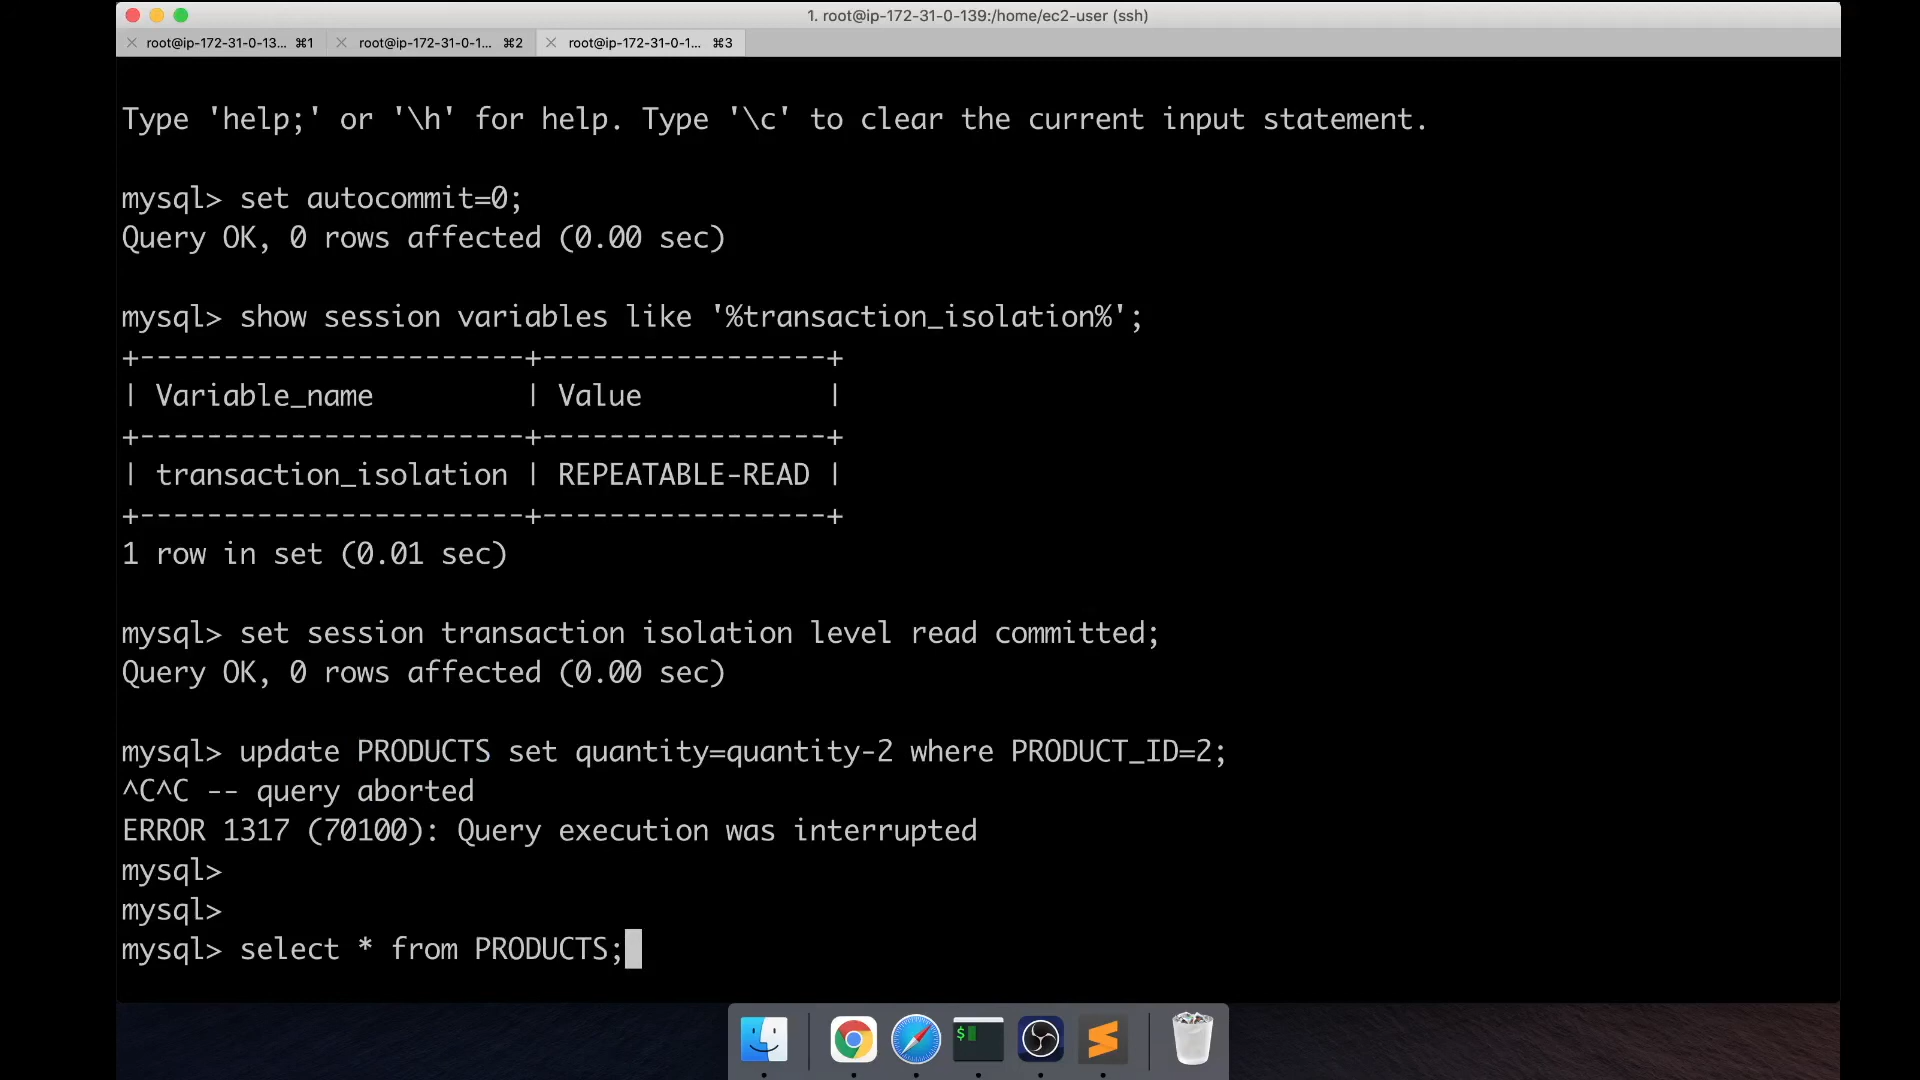 1. root@ip-172-31-0-139:/home/ec2-user (ssh)
root@ip-172-31-0-13... ⌘1 root@ip-172-31-0-1... ⌘2 root@ip-172-31-0-1... ⌘3
Type 'help;' or '\h' for help. Type '\c' to clear the current input statement.
mysql> set autocommit=0;
Query OK, 0 rows affected (0.00 sec)
mysql> show session variables like '%transaction_isolation%';
+-----------------------+-----------------+
| Variable_name         | Value           |
+-----------------------+-----------------+
| transaction_isolation | REPEATABLE-READ |
+-----------------------+-----------------+
1 row in set (0.01 sec)
mysql> set session transaction isolation level read committed;
Query OK, 0 rows affected (0.00 sec)
mysql> update PRODUCTS set quantity=quantity-2 where PRODUCT_ID=2;
^C^C -- query aborted
ERROR 1317 (70100): Query execution was interrupted
mysql>
mysql>
mysql> select * from PRODUCTS;
$